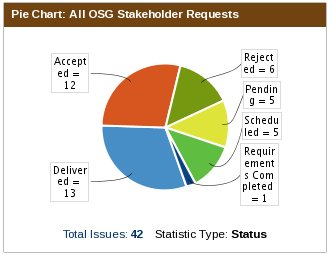 Pie Chart: All OSG Stakeholder Requests
Accept
ed =
12
Reject
ed = 6
Pendin
g = 5
Schedu
led = 5
Requir
ement
s Com
pleted
= 1
Deliver
ed =
13
Total Issues: 42 Statistic Type: Status